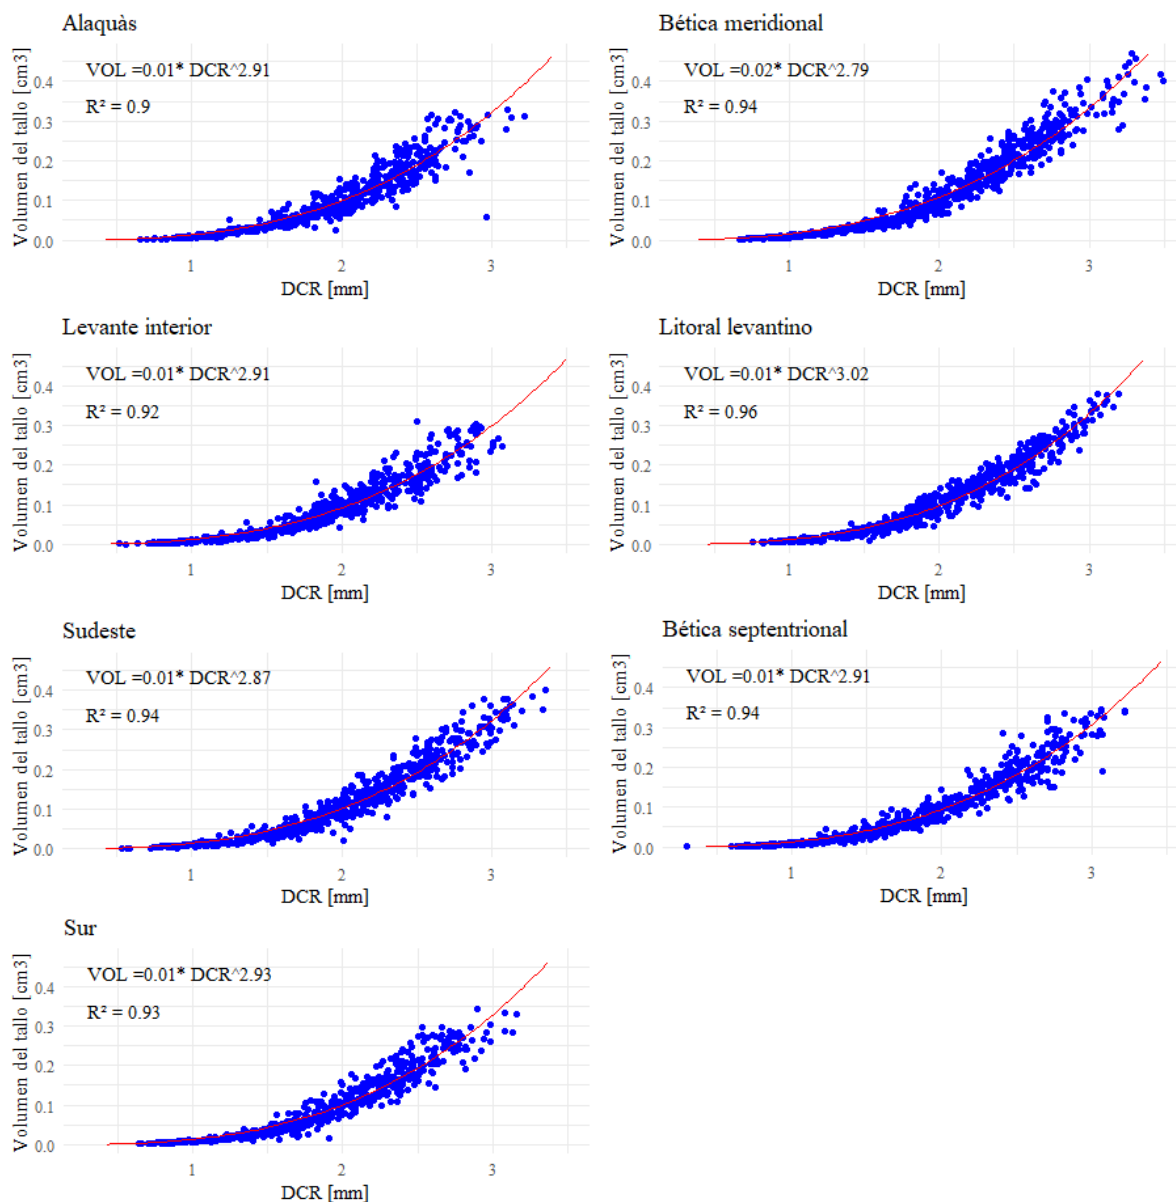 Alaquàs
VOL =0.01* DCR^2.91
R² = 0.9
Volumen del tallo [cm3]
0.4
0.3
0.2
0.1
0.0
1 2 3
DCR [mm]
Bética meridional
VOL =0.02* DCR^2.79
R² = 0.94
Volumen del tallo [cm3]
0.4
0.3
0.2
0.1
0.0
1 2 3
DCR [mm]
Levante interior
VOL =0.01* DCR^2.91
R² = 0.92
Volumen del tallo [cm3]
0.4
0.3
0.2
0.1
0.0
1 2 3
DCR [mm]
Litoral levantino
VOL =0.01* DCR^3.02
R² = 0.96
Volumen del tallo [cm3]
0.4
0.3
0.2
0.1
0.0
1 2 3
DCR [mm]
Sudeste
VOL =0.01* DCR^2.87
R² = 0.94
Volumen del tallo [cm3]
0.4
0.3
0.2
0.1
0.0
1 2 3
DCR [mm]
Bética septentrional
VOL =0.01* DCR^2.91
R² = 0.94
Volumen del tallo [cm3]
0.4
0.3
0.2
0.1
0.0
1 2 3
DCR [mm]
Sur
VOL =0.01* DCR^2.93
R² = 0.93
Volumen del tallo [cm3]
0.4
0.3
0.2
0.1
0.0
1 2 3
DCR [mm]